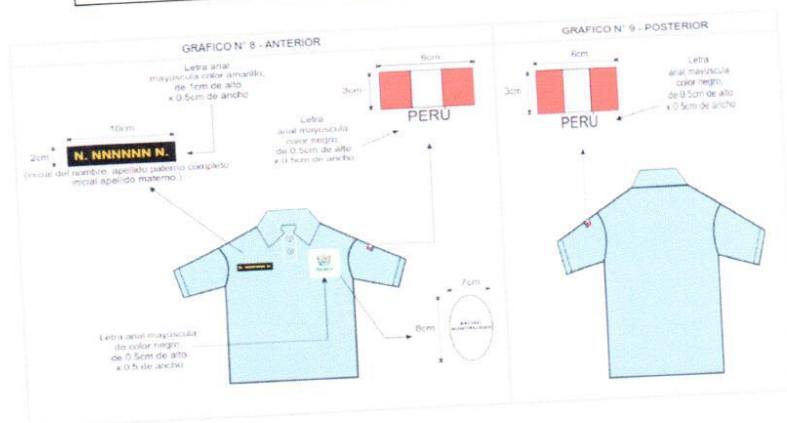 GRÁFICO N° 8 - ANTERIOR
Letra arial
mayúscula color amarillo,
de 1cm de alto
x 0.5cm de ancho
10cm
2cm
N. NNNNNN N.
(inicial del nombre, apellido paterno completo
inicial apellido materno.)
6cm
3cm
PERÚ
Letra
arial mayúscula
color negro,
de 0.5cm de alto
x 0.5cm de ancho
N. NNNNNN N.
Letra arial mayúscula
de color negro,
de 0.5cm de alto
x 0.5 de ancho
7cm
8cm
GRÁFICO N° 9 - POSTERIOR
6cm
3cm
PERÚ
Letra
arial mayúscula
color negro,
de 0.5cm de alto
x 0.5cm de ancho